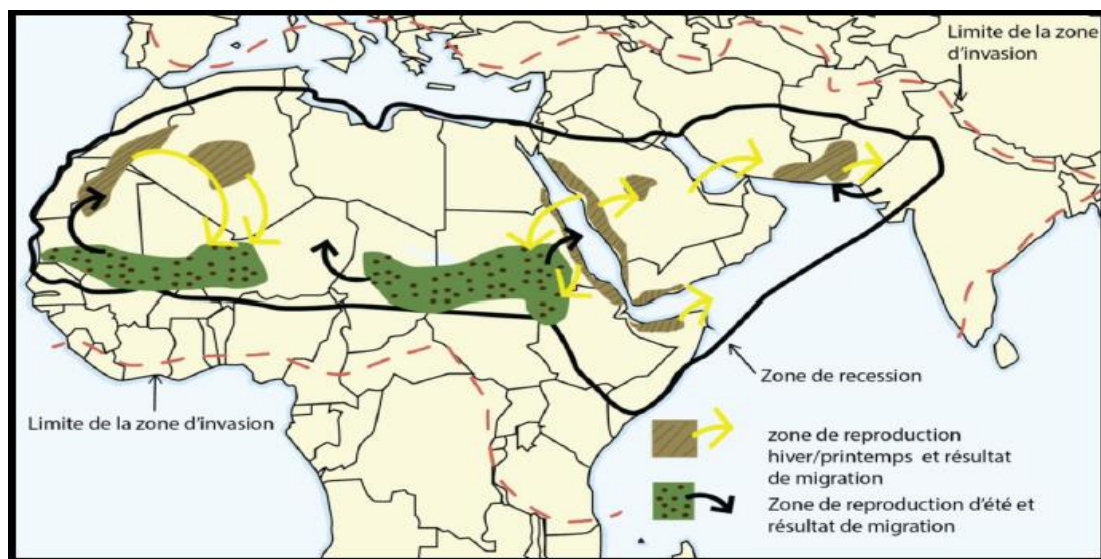 Limite de la zone
d'invasion
Zone de recession
Limite de la zone d'invasion
zone de reproduction
hiver/printemps et résultat
de migration
Zone de reproduction d'été et
résultat de migration